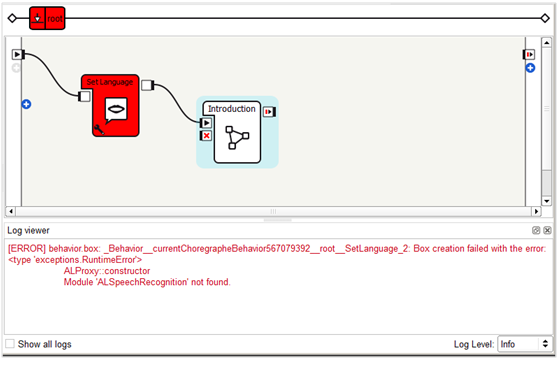 root
Set Language
Introduction
Log viewer
[ERROR] behavior.box: _Behavior__currentChoregrapheBehavior567079392__root__SetLanguage_2: Box creation failed with the error:
<type 'exceptions.RuntimeError'>
ALProxy::constructor
Module 'ALSpeechRecognition' not found.
Show all logs
Log Level: Info